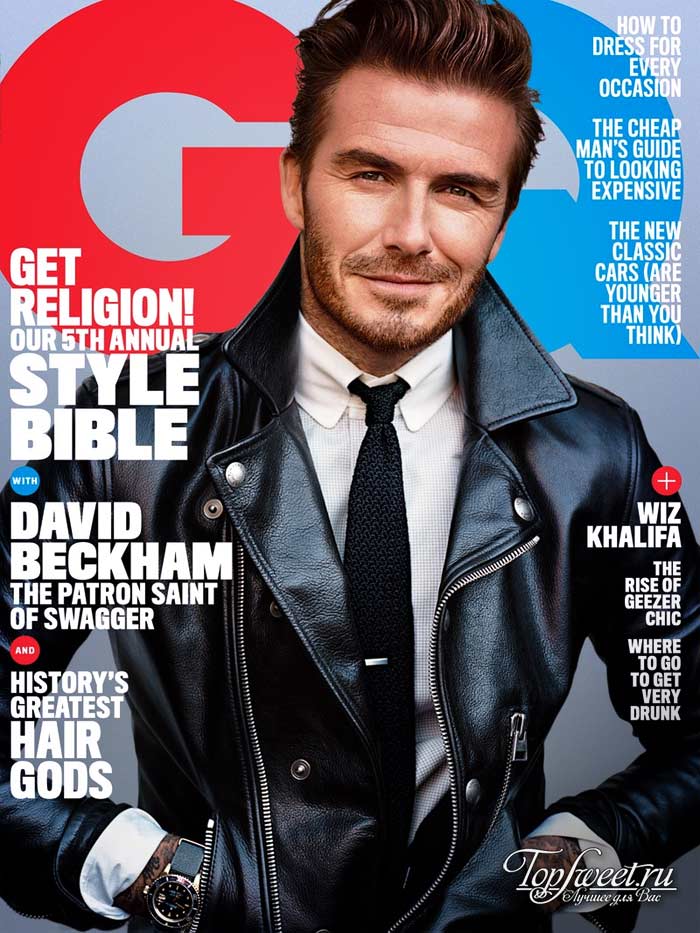 GQ
HOW TO
DRESS FOR
EVERY
OCCASION
THE CHEAP
MAN'S GUIDE
TO LOOKING
EXPENSIVE
THE NEW
CLASSIC
CARS (ARE
YOUNGER
THAN YOU
THINK)
GET
RELIGION!
OUR 5TH ANNUAL
STYLE
BIBLE
WITH
DAVID
BECKHAM
THE PATRON SAINT
OF SWAGGER
AND
HISTORY'S
GREATEST
HAIR
GODS
+
WIZ
KHALIFA
THE
RISE OF
GEEZER
CHIC
WHERE
TO GO
TO GET
VERY
DRUNK
TopSweet.ru
Лучшее для Вас